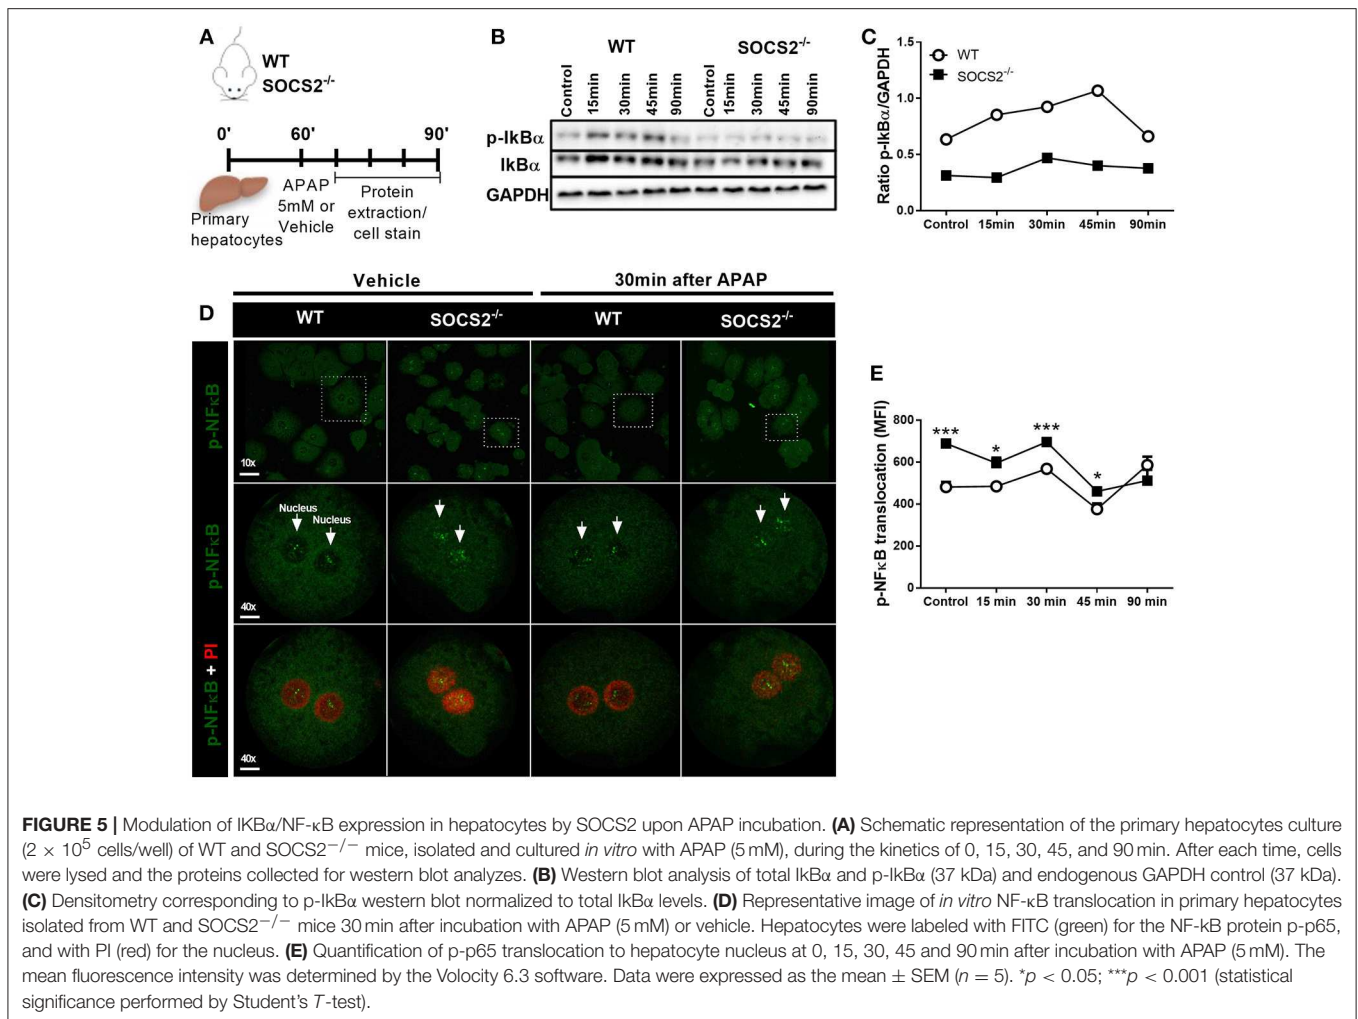 A
WT
SOCS2-/-
0'
60'
90'
Primary
hepatocytes
APAP
5mM or
Vehicle
Protein
extraction/
cell stain
B
WT
SOCS2-/-
Control
15min
30min
45min
90min
Control
15min
30min
45min
90min
p-IkBα
IkBα
GAPDH
C
Ratio p-IkBα/GAPDH
1.5
1.0
0.5
0.0
WT
SOCS2-/-
Control
15min
30min
45min
90min
Vehicle
30min after APAP
D
WT
SOCS2-/-
WT
SOCS2-/-
p-NFκB
10x
p-NFκB
Nucleus
Nucleus
40x
p-NFκB + PI
40x
E
p-NFκB translocation (MFI)
800
600
400
200
0
***
*
***
*
Control
15 min
30 min
45 min
90 min
FIGURE 5 | Modulation of IKBα/NF-κB expression in hepatocytes by SOCS2 upon APAP incubation. (A) Schematic representation of the primary hepatocytes culture
(2 × 10⁵ cells/well) of WT and SOCS2−/− mice, isolated and cultured in vitro with APAP (5 mM), during the kinetics of 0, 15, 30, 45, and 90 min. After each time, cells
were lysed and the proteins collected for western blot analyzes. (B) Western blot analysis of total IkBα and p-IkBα (37 kDa) and endogenous GAPDH control (37 kDa).
(C) Densitometry corresponding to p-IkBα western blot normalized to total IkBα levels. (D) Representative image of in vitro NF-κB translocation in primary hepatocytes
isolated from WT and SOCS2−/− mice 30 min after incubation with APAP (5 mM) or vehicle. Hepatocytes were labeled with FITC (green) for the NF-kB protein p-p65,
and with PI (red) for the nucleus. (E) Quantification of p-p65 translocation to hepatocyte nucleus at 0, 15, 30, 45 and 90 min after incubation with APAP (5 mM). The
mean fluorescence intensity was determined by the Volocity 6.3 software. Data were expressed as the mean ± SEM (n = 5). *p < 0.05; ***p < 0.001 (statistical
significance performed by Student's T-test).